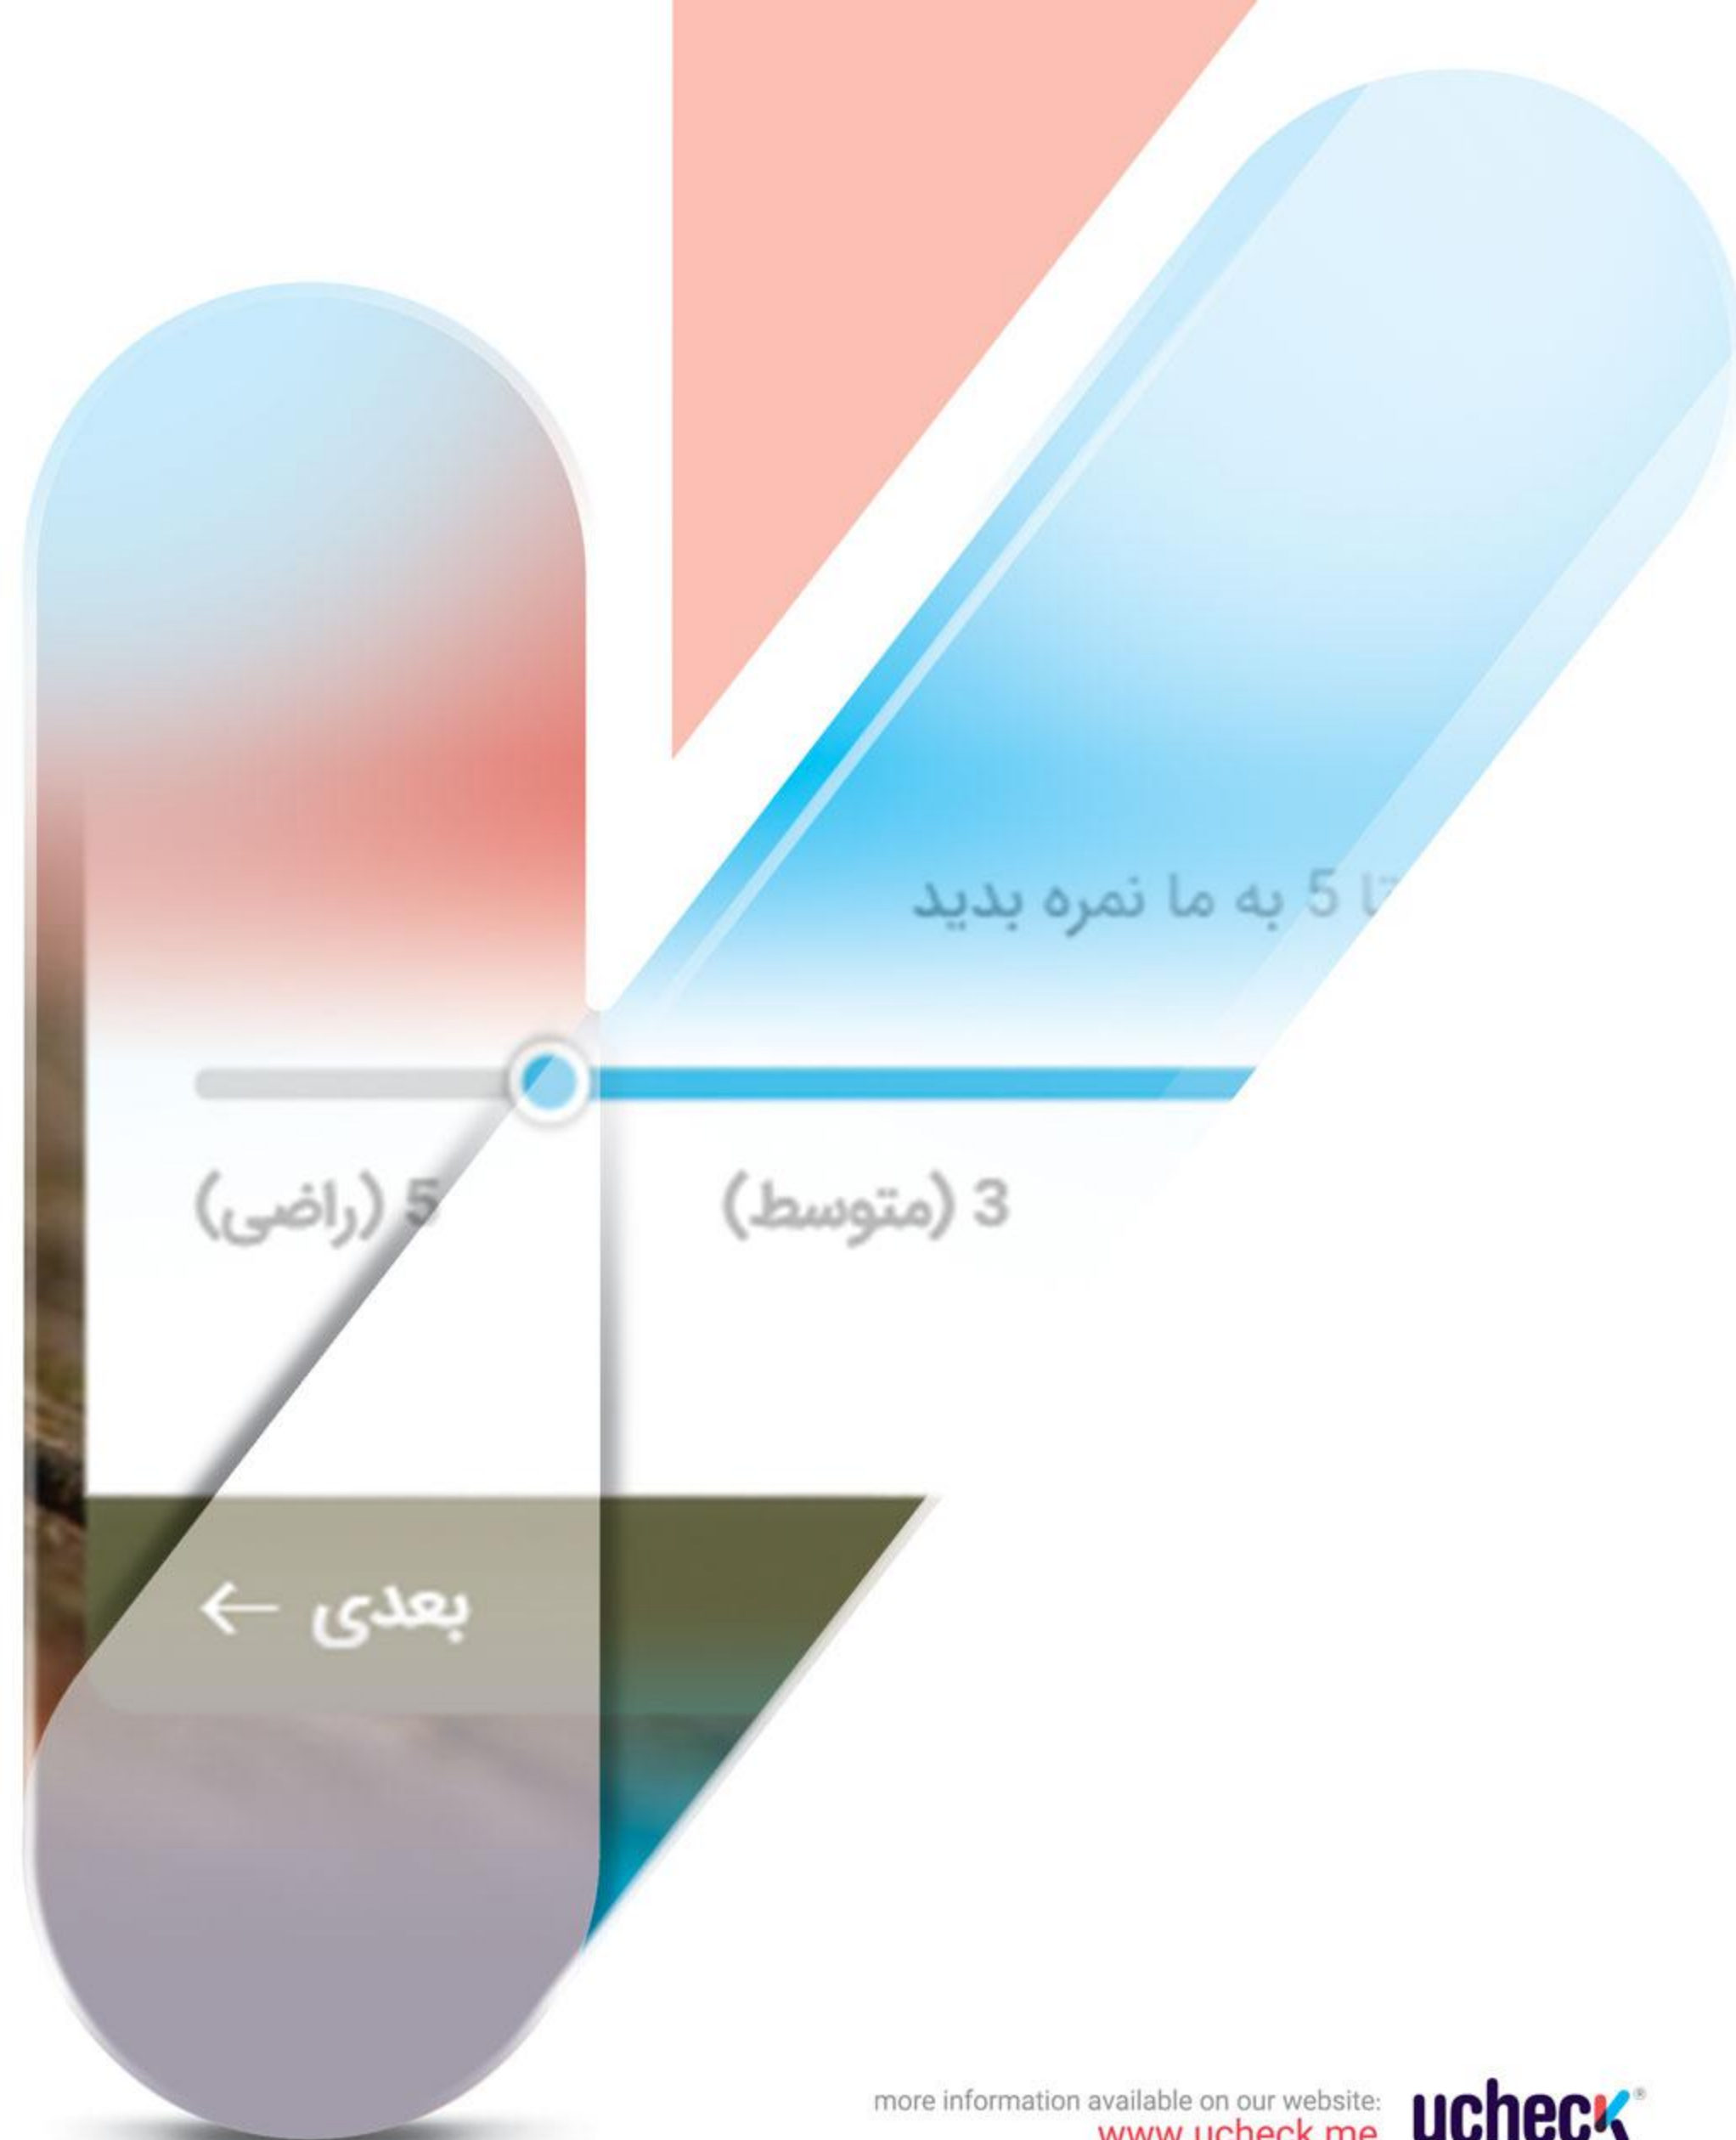 تا 5 به ما نمره بدید
3 (متوسط)
5 (راضی)
بعدی ←
more information available on our website:
www.ucheck.me
ucheck®